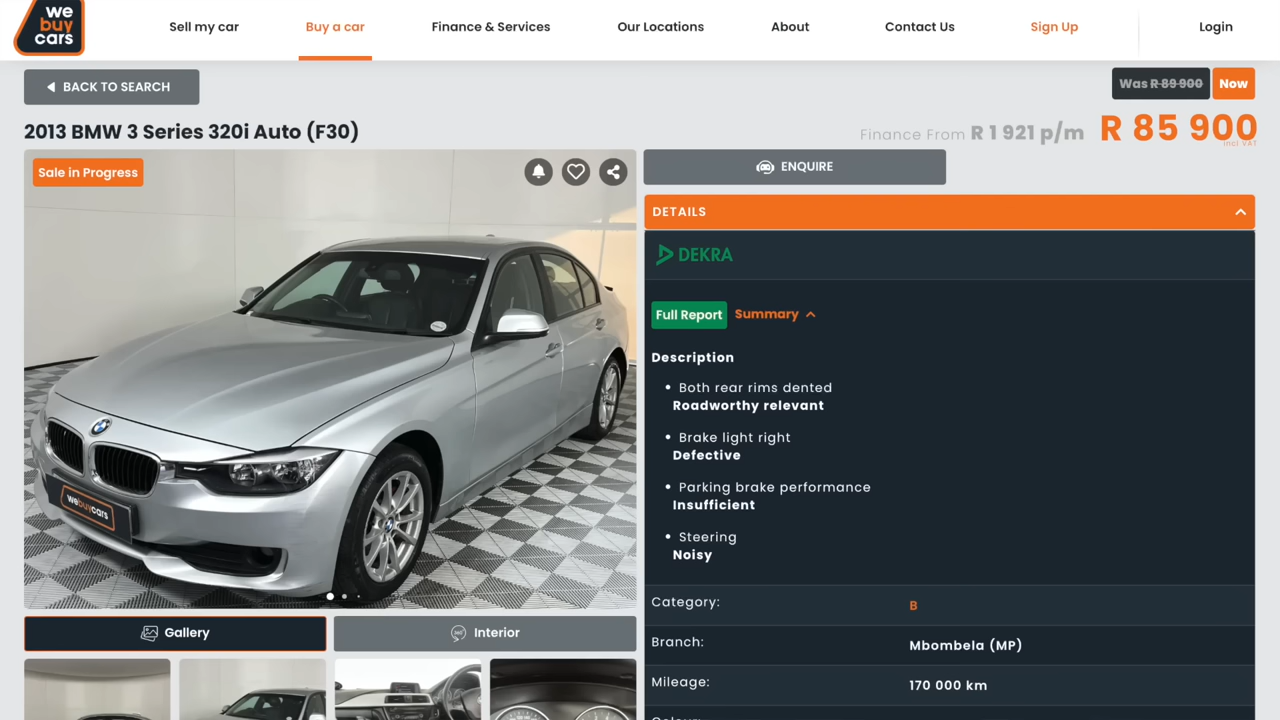 we
buy
cars
Sell my car
Buy a car
Finance & Services
Our Locations
About
Contact Us
Sign Up
Login
BACK TO SEARCH
Was R 89 900
Now
2013 BMW 3 Series 320i Auto (F30)
Finance From R 1 921 p/m
R 85 900
incl VAT
Sale in Progress
webuycars
Gallery
Interior
ENQUIRE
DETAILS
DEKRA
Full Report
Summary
Description
• Both rear rims dented
Roadworthy relevant
• Brake light right
Defective
• Parking brake performance
Insufficient
• Steering
Noisy
Category: B
Branch: Mbombela (MP)
Mileage: 170 000 km